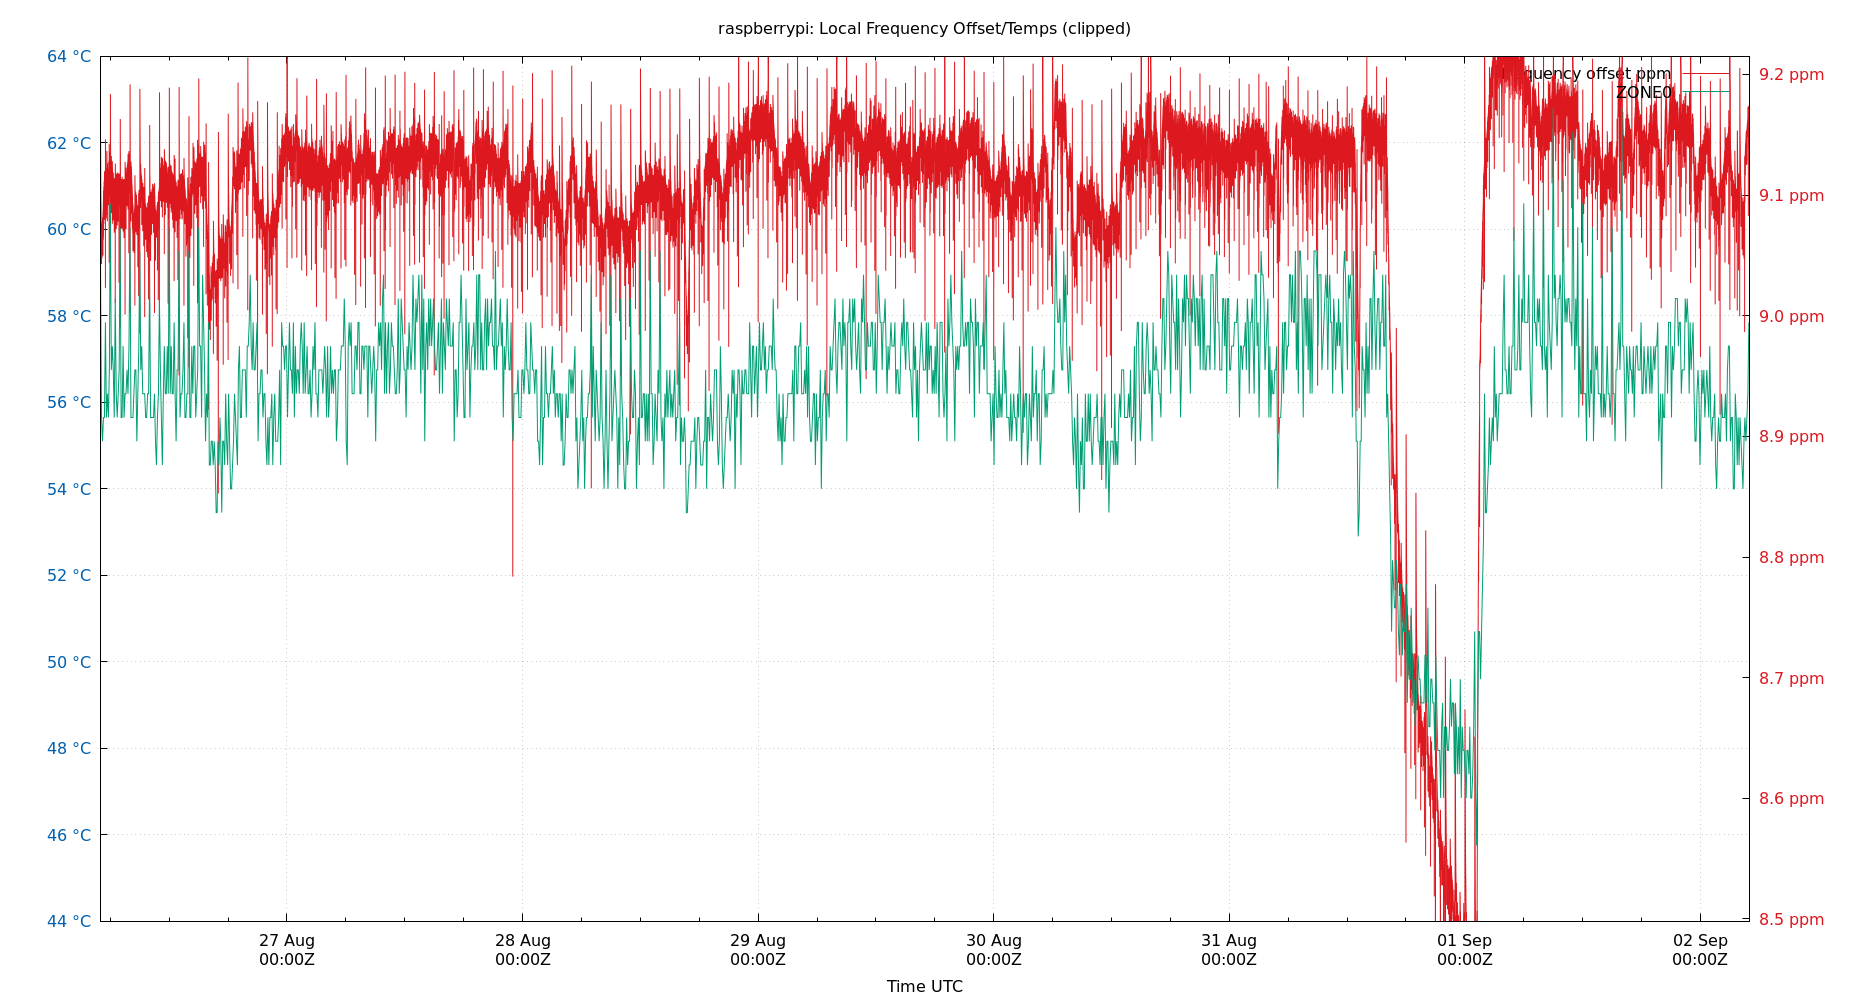 raspberrypi: Local Frequency Offset/Temps (clipped)
64 °C
62 °C
60 °C
58 °C
56 °C
54 °C
52 °C
50 °C
48 °C
46 °C
44 °C
quency offset ppm
ZONE0
9.2 ppm
9.1 ppm
9.0 ppm
8.9 ppm
8.8 ppm
8.7 ppm
8.6 ppm
8.5 ppm
27 Aug
00:00Z
28 Aug
00:00Z
29 Aug
00:00Z
30 Aug
00:00Z
31 Aug
00:00Z
01 Sep
00:00Z
02 Sep
00:00Z
Time UTC